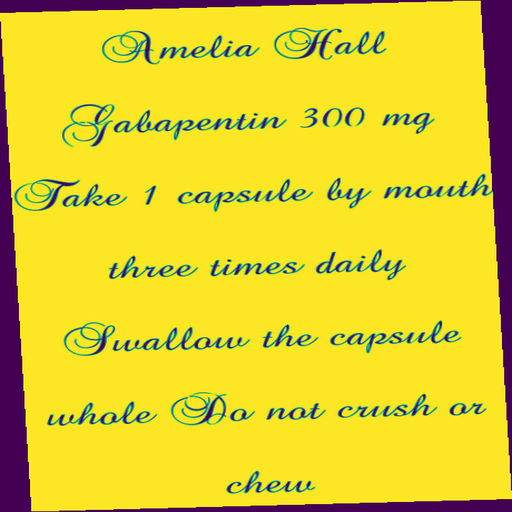 Amelia Hall
Gabapentin 300 mg
Take 1 capsule by mouth
three times daily
Swallow the capsule
whole Do not crush or
chew